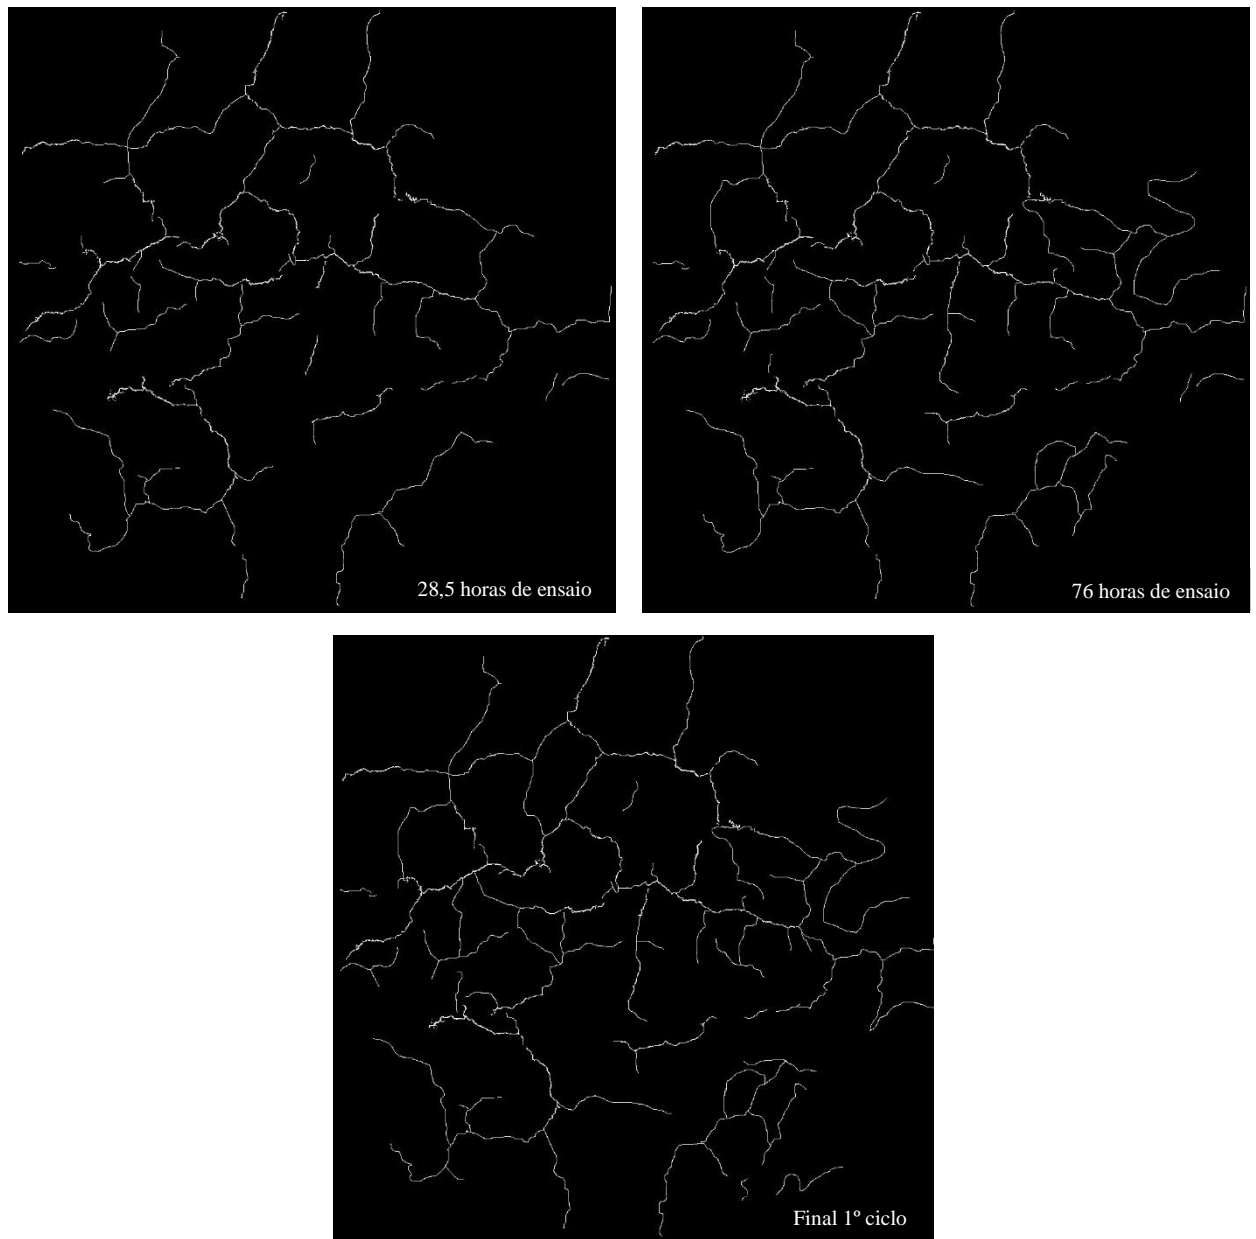 28,5 horas de ensaio
76 horas de ensaio
Final 1º ciclo